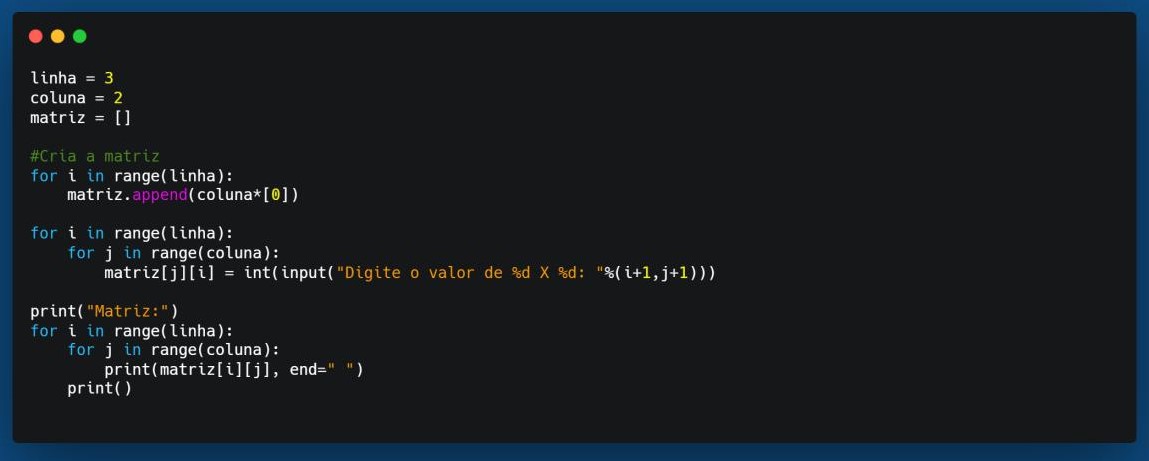 linha = 3
coluna = 2
matriz = []
#Cria a matriz
for i in range(linha):
    matriz.append(coluna*[0])
for i in range(linha):
    for j in range(coluna):
        matriz[j][i] = int(input("Digite o valor de %d X %d: "%(i+1,j+1)))
print("Matriz:")
for i in range(linha):
    for j in range(coluna):
        print(matriz[i][j], end=" ")
    print()